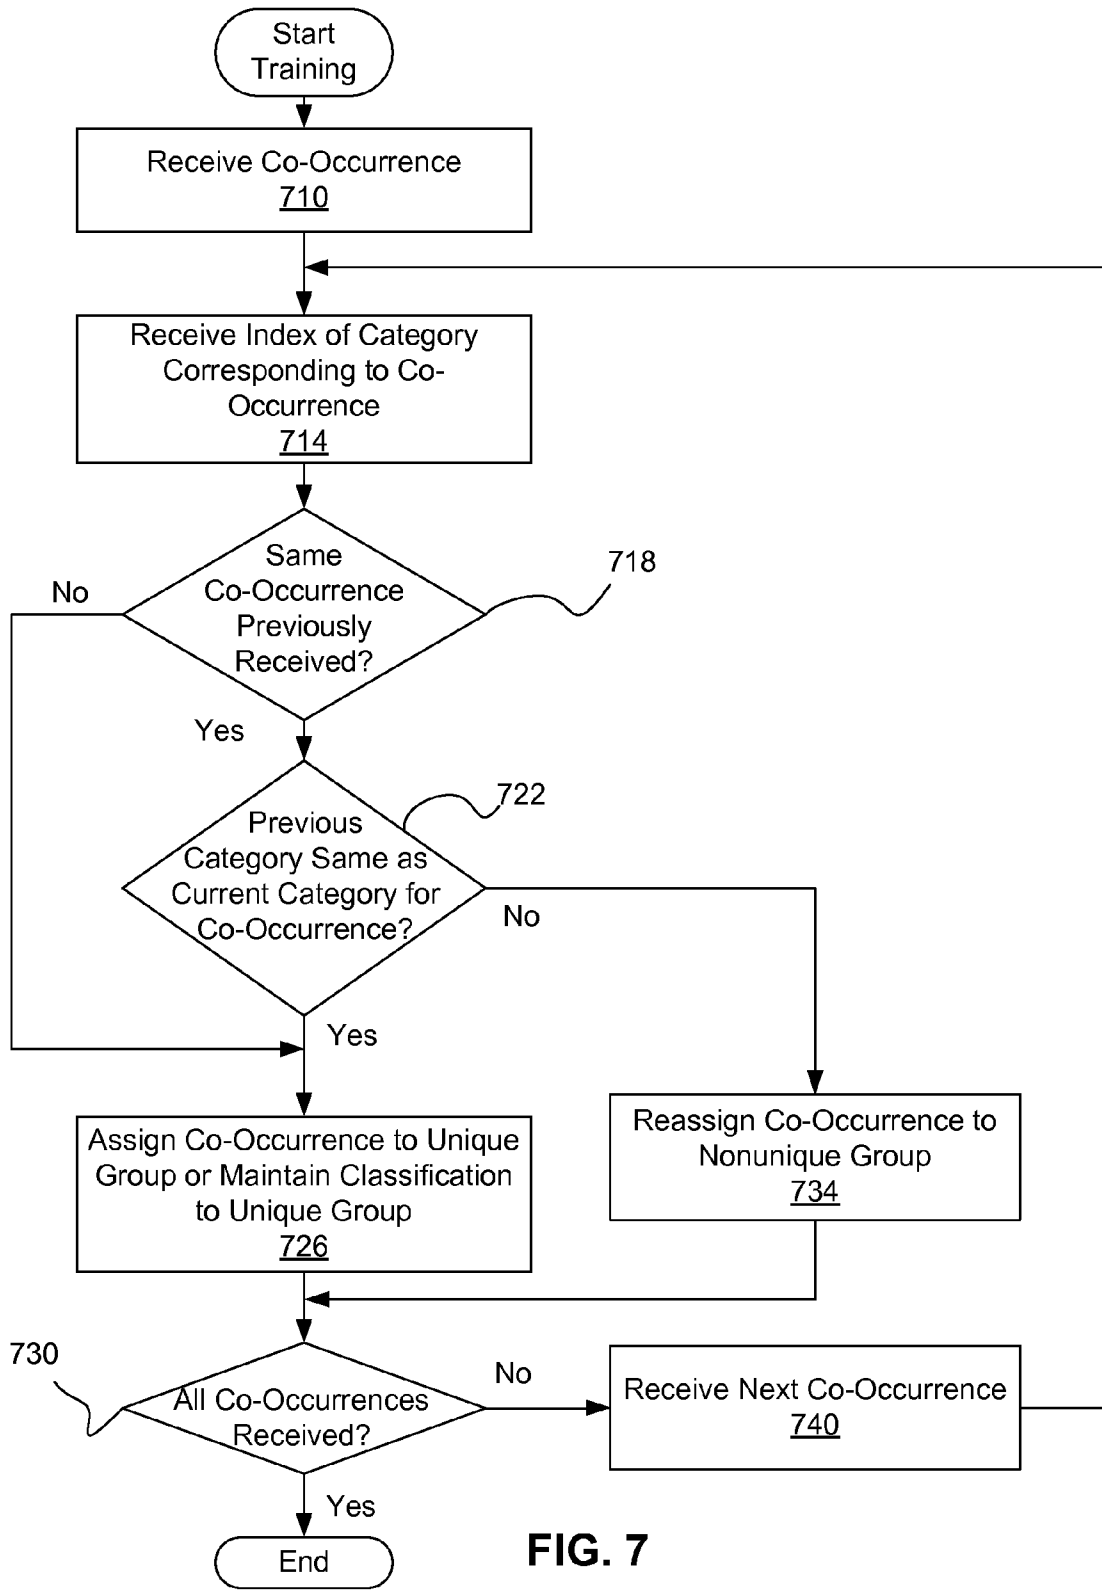 Start
Training
Receive Co-Occurrence
710
Receive Index of Category
Corresponding to Co-
Occurrence
714
Same
Co-Occurrence
Previously
Received?
718
No
Yes
722
Previous
Category Same as
Current Category for
Co-Occurrence?
No
Yes
Assign Co-Occurrence to Unique
Group or Maintain Classification
to Unique Group
726
Reassign Co-Occurrence to
Nonunique Group
734
730
All Co-Occurrences
Received?
No
Receive Next Co-Occurrence
740
Yes
End
FIG. 7